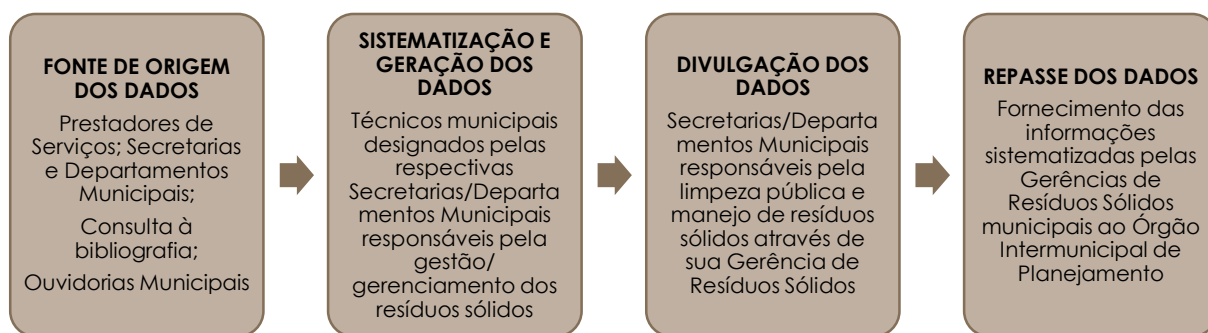 FONTE DE ORIGEM
DOS DADOS
Prestadores de
Serviços; Secretarias
e Departamentos
Municipais;
Consulta à
bibliografia;
Ouvidorias Municipais
SISTEMATIZAÇÃO E
GERAÇÃO DOS
DADOS
Técnicos municipais
designados pelas
respectivas
Secretarias/Departa
mentos Municipais
responsáveis pela
gestão/
gerenciamento dos
resíduos sólidos
DIVULGAÇÃO DOS
DADOS
Secretarias/Departa
mentos Municipais
responsáveis pela
limpeza pública e
manejo de resíduos
sólidos através de
sua Gerência de
Resíduos Sólidos
REPASSE DOS DADOS
Fornecimento das
informações
sistematizadas pelas
Gerências de
Resíduos Sólidos
municipais ao Órgão
Intermunicipal de
Planejamento